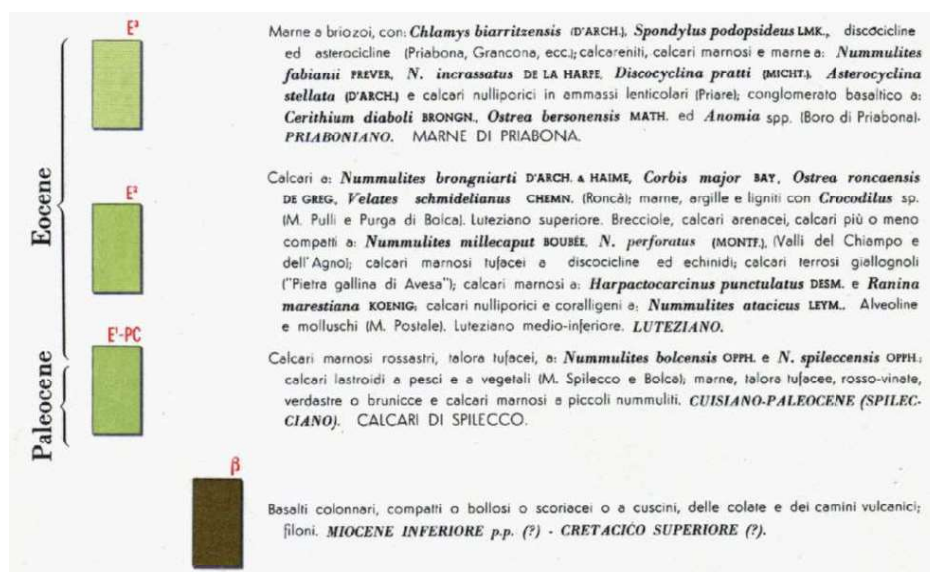 E³
Marne a briozoi, con: Chlamys biarritzensis (D'ARCH.), Spondylus podopsideus LMK., discocicline
ed asterocicline (Priabona, Grancona, ecc.); calcareniti, calcari marnosi e marne a: Nummulites
fabianii PREVER, N. incrassatus DE LA HARPE, Discocyclina pratti (MICHT.), Asterocyclina
stellata (D'ARCH.) e calcari nulliporici in ammassi lenticolari (Priare); conglomerato basaltico a:
Cerithium diaboli BRONGN., Ostrea bersonensis MATH. ed Anomia spp. (Boro di Priabona).
PRIABONIANO. MARNE DI PRIABONA.
Eocene
E²
Calcari a: Nummulites brongniarti D'ARCH. & HAIME, Corbis major BAY, Ostrea roncaensis
DE GREG, Velates schmidelianus CHEMN. (Roncà); marne, argille e ligniti con Crocodilus sp.
(M. Pulli e Purga di Bolca). Luteziano superiore. Brecciole, calcari arenacei, calcari più o meno
compatti a: Nummulites millecaput BOUBÉE, N. perforatus (MONTF.), (Valli del Chiampo e
dell'Agno); calcari marnosi tufacei a discocicline ed echinidi; calcari terrosi giallognoli
("Pietra gallina di Avesa"); calcari marnosi a: Harpactocarcinus punctulatus DESM. e Ranina
marestiana KOENIG; calcari nulliporici e coralligeni a: Nummulites atacicus LEYM.. Alveoline
e molluschi (M. Postale). Luteziano medio-inferiore. LUTEZIANO.
Paleocene
E¹-PC
Calcari marnosi rossastri, talora tufacei, a: Nummulites bolcensis OPPH. e N. spileccensis OPPH.;
calcari lastroidi a pesci e a vegetali (M. Spilecco e Bolca); marne, talora tufacee, rosso-vinate,
verdastre o brunicce e calcari marnosi a piccoli nummuliti. CUISIANO-PALEOCENE (SPILEC-
CIANO). CALCARI DI SPILECCO.
β
Basalti colonnari, compatti o bollosi o scoriacei o a cuscini, delle colate e dei camini vulcanici;
filoni. MIOCENE INFERIORE p.p. (?) - CRETACICO SUPERIORE (?).